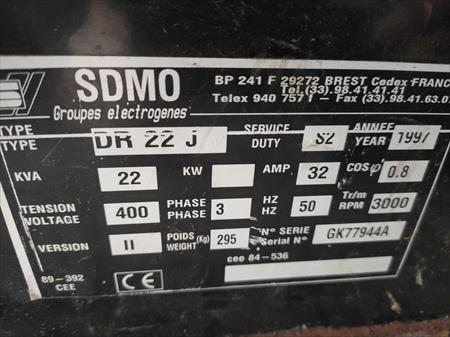 SDMO
Groupes electrogenes
BP 241 F 29272 BREST Cedex FRANC
Tel.(33).98.41.41.41
Telex 940 757 f — Fax (33).98.41.63.0
TYPE
TYPE DR 22 J SERVICE DUTY S2 ANNEE YEAR 1997
KVA 22 KW AMP 32 COS φ 0.8
TENSION VOLTAGE 400 PHASE PHASE 3 HZ HZ 50 Tr/mn RPM 3000
VERSION II POIDS WEIGHT (Kg) 295 N° SERIE Serial N° GK77944A
89-392 CEE CE cee 84-536